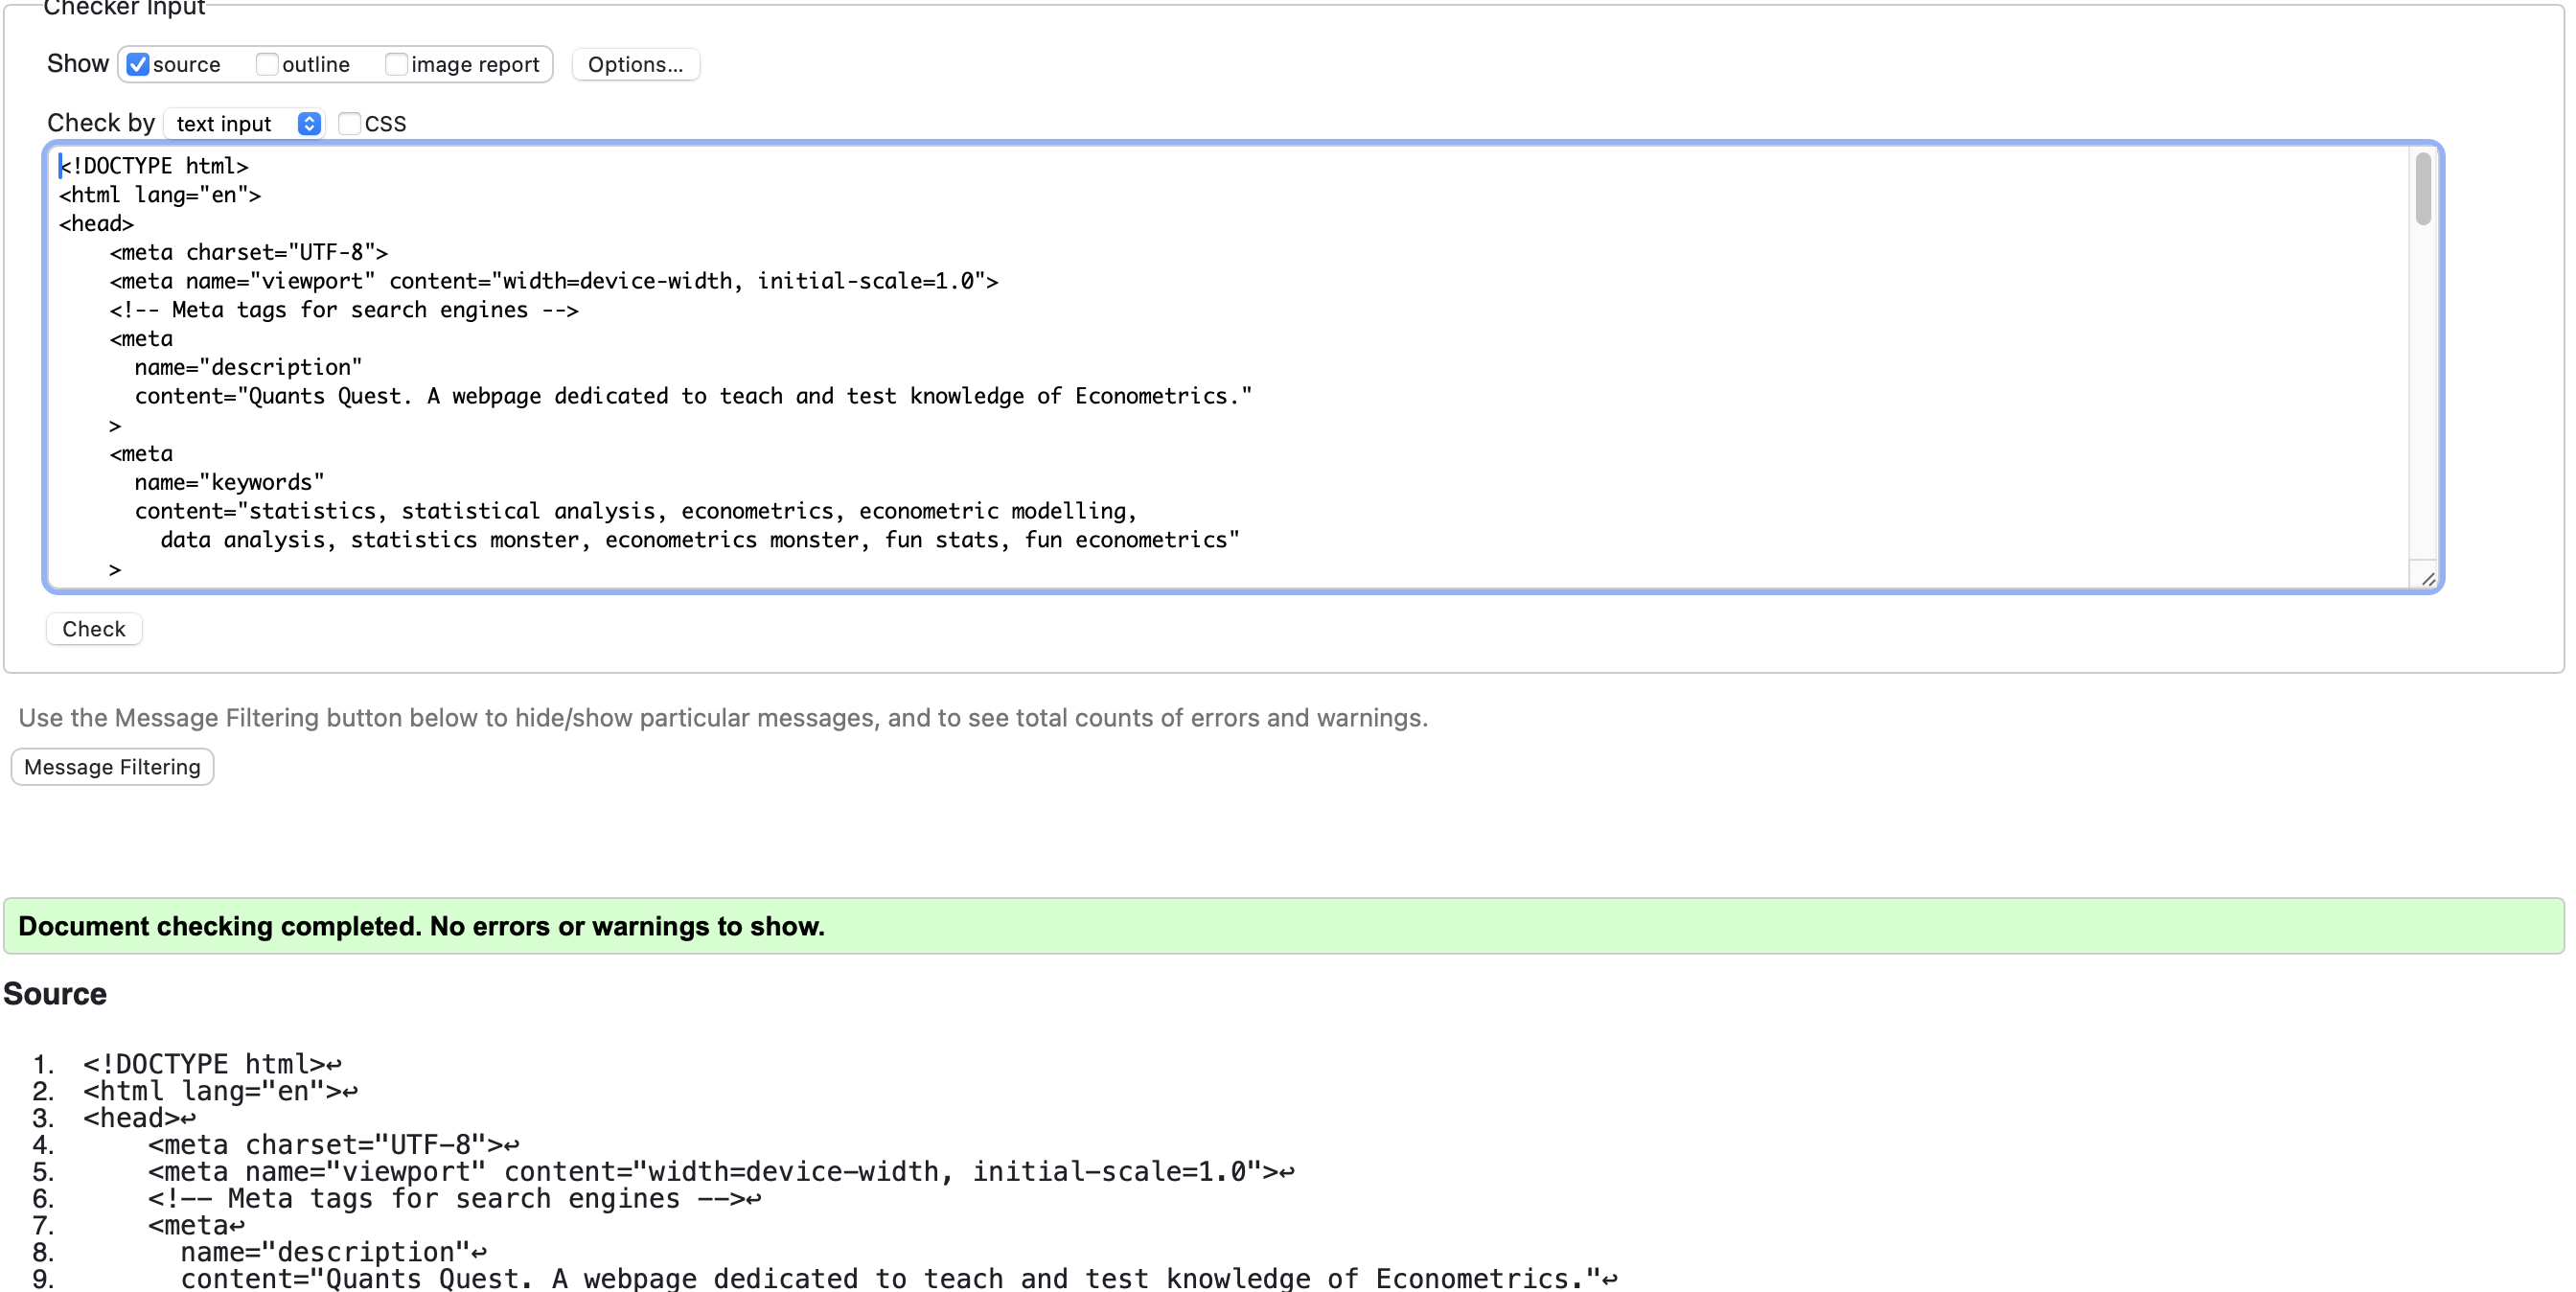 Checker Input
Show source outline image report Options...
Check by text input CSS
<!DOCTYPE html>
<html lang="en">
<head>
    <meta charset="UTF-8">
    <meta name="viewport" content="width=device-width, initial-scale=1.0">
    <!-- Meta tags for search engines -->
    <meta
      name="description"
      content="Quants Quest. A webpage dedicated to teach and test knowledge of Econometrics."
    >
    <meta
      name="keywords"
      content="statistics, statistical analysis, econometrics, econometric modelling,
        data analysis, statistics monster, econometrics monster, fun stats, fun econometrics"
    >
Check
Use the Message Filtering button below to hide/show particular messages, and to see total counts of errors and warnings.
Message Filtering
Document checking completed. No errors or warnings to show.
Source
1. <!DOCTYPE html>↩
2. <html lang="en">↩
3. <head>↩
4.     <meta charset="UTF-8">↩
5.     <meta name="viewport" content="width=device-width, initial-scale=1.0">↩
6.     <!-- Meta tags for search engines -->↩
7.     <meta↩
8.       name="description"↩
9.       content="Quants Quest. A webpage dedicated to teach and test knowledge of Econometrics."↩